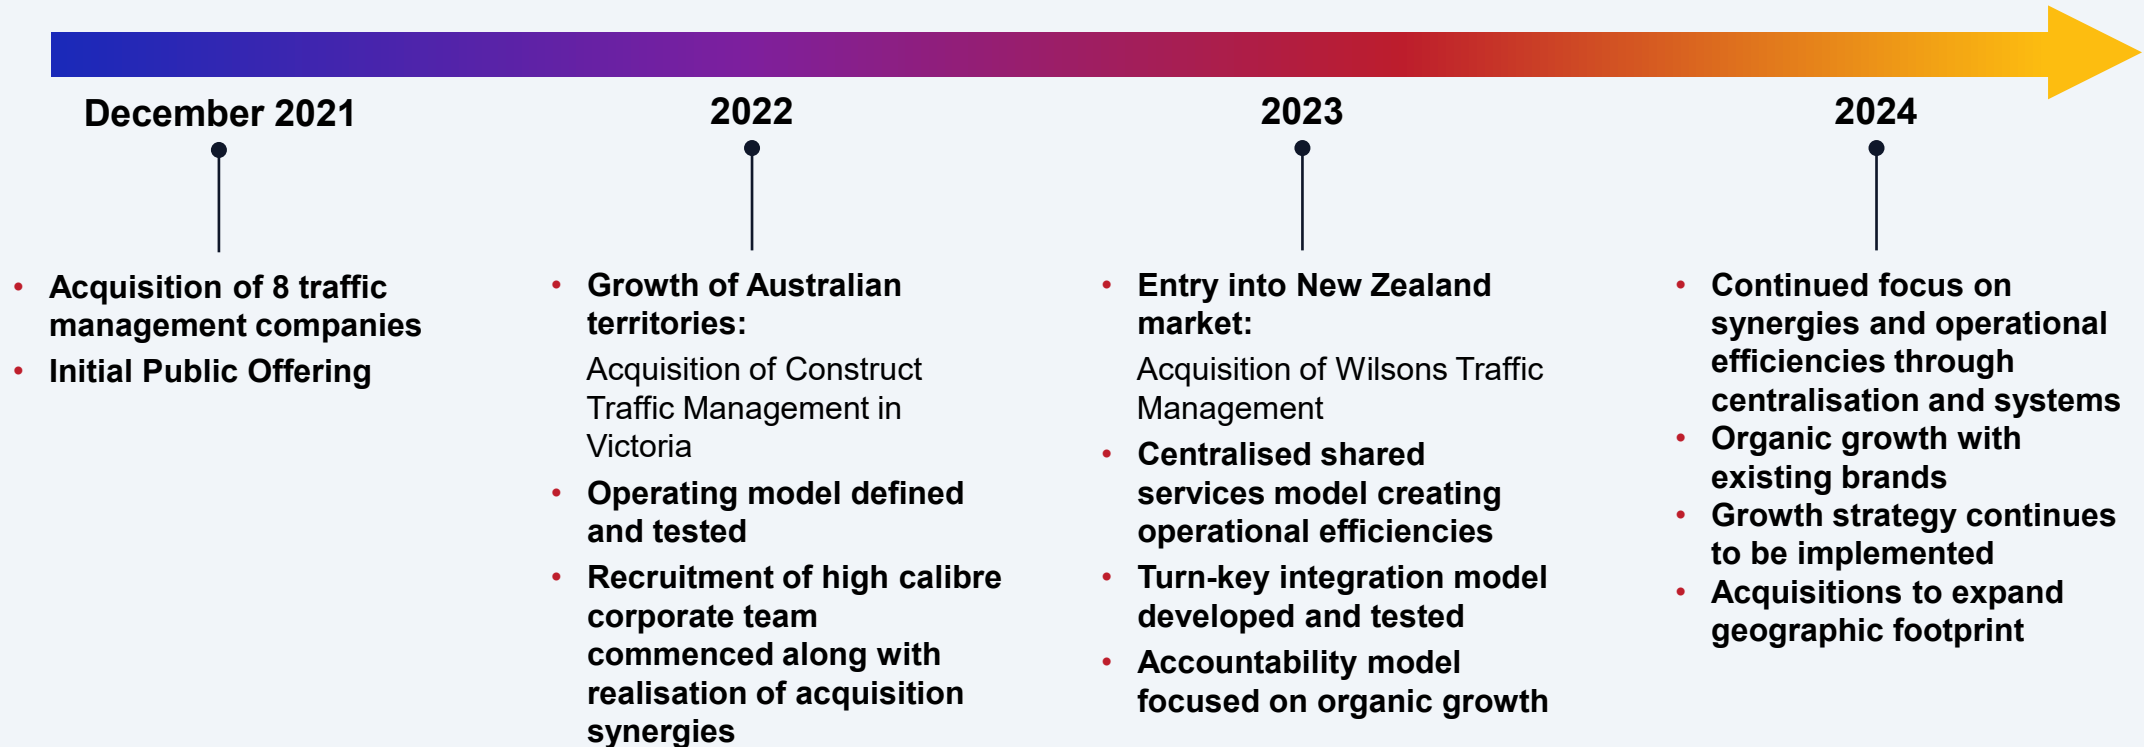 December 2021
• Acquisition of 8 traffic
management companies
• Initial Public Offering
2022
• Growth of Australian
territories:
Acquisition of Construct
Traffic Management in
Victoria
• Operating model defined
and tested
• Recruitment of high calibre
corporate team
commenced along with
realisation of acquisition
synergies
2023
• Entry into New Zealand
market:
Acquisition of Wilsons Traffic
Management
• Centralised shared
services model creating
operational efficiencies
• Turn-key integration model
developed and tested
• Accountability model
focused on organic growth
2024
• Continued focus on
synergies and operational
efficiencies through
centralisation and systems
• Organic growth with
existing brands
• Growth strategy continues
to be implemented
• Acquisitions to expand
geographic footprint